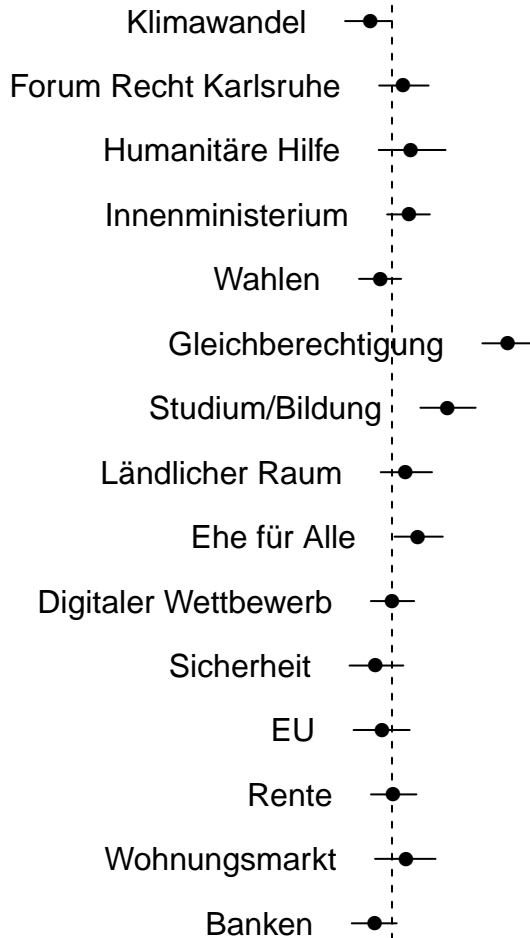 Klimawandel
Forum Recht Karlsruhe
Humanitäre Hilfe
Innenministerium
Wahlen
Gleichberechtigung
Studium/Bildung
Ländlicher Raum
Ehe für Alle
Digitaler Wettbewerb
Sicherheit
EU
Rente
Wohnungsmarkt
Banken